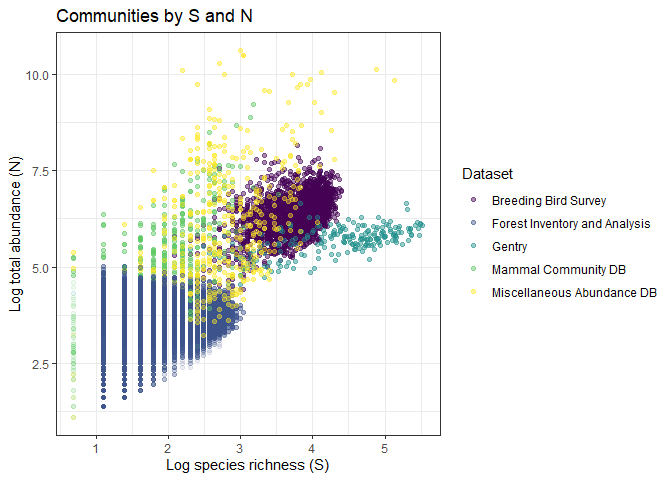 Communities by S and N
Log total abundance (N)
10.0
7.5
5.0
2.5
1
2
3
4
5
Log species richness (S)
Dataset
Breeding Bird Survey
Forest Inventory and Analysis
Gentry
Mammal Community DB
Miscellaneous Abundance DB